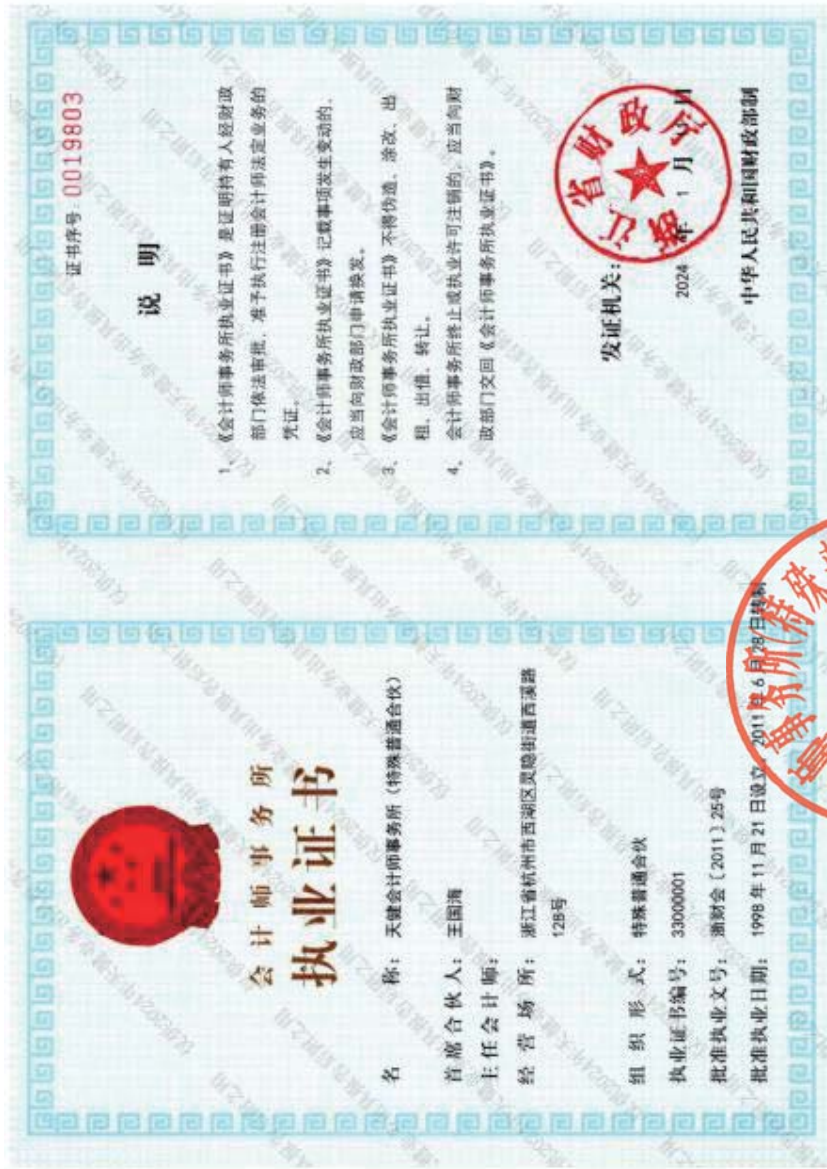 会计师事务所
执业证书
名 称：天健会计师事务所（特殊普通合伙）
首席合伙人：王国海
主任会计师：
经营场所：浙江省杭州市西湖区灵隐街道西溪路
128号
组织形式：特殊普通合伙
执业证书编号：33000001
批准执业文号：浙财会〔2011〕25号
批准执业日期：1998年11月21日设立，2011年6月28日转制
证书序号：0019803
说 明
1、《会计师事务所执业证书》是证明持有人经财政
部门依法审批，准予执行注册会计师法定业务的
凭证。
2、《会计师事务所执业证书》记载事项发生变动的，
应当向财政部门申请换发。
3、《会计师事务所执业证书》不得伪造、涂改、出
租、出借、转让。
4、会计师事务所终止或执业许可注销的，应当向财
政部门交回《会计师事务所执业证书》。
发证机关：
江省财政厅
2024年1月 日
中华人民共和国财政部制
务所(特殊